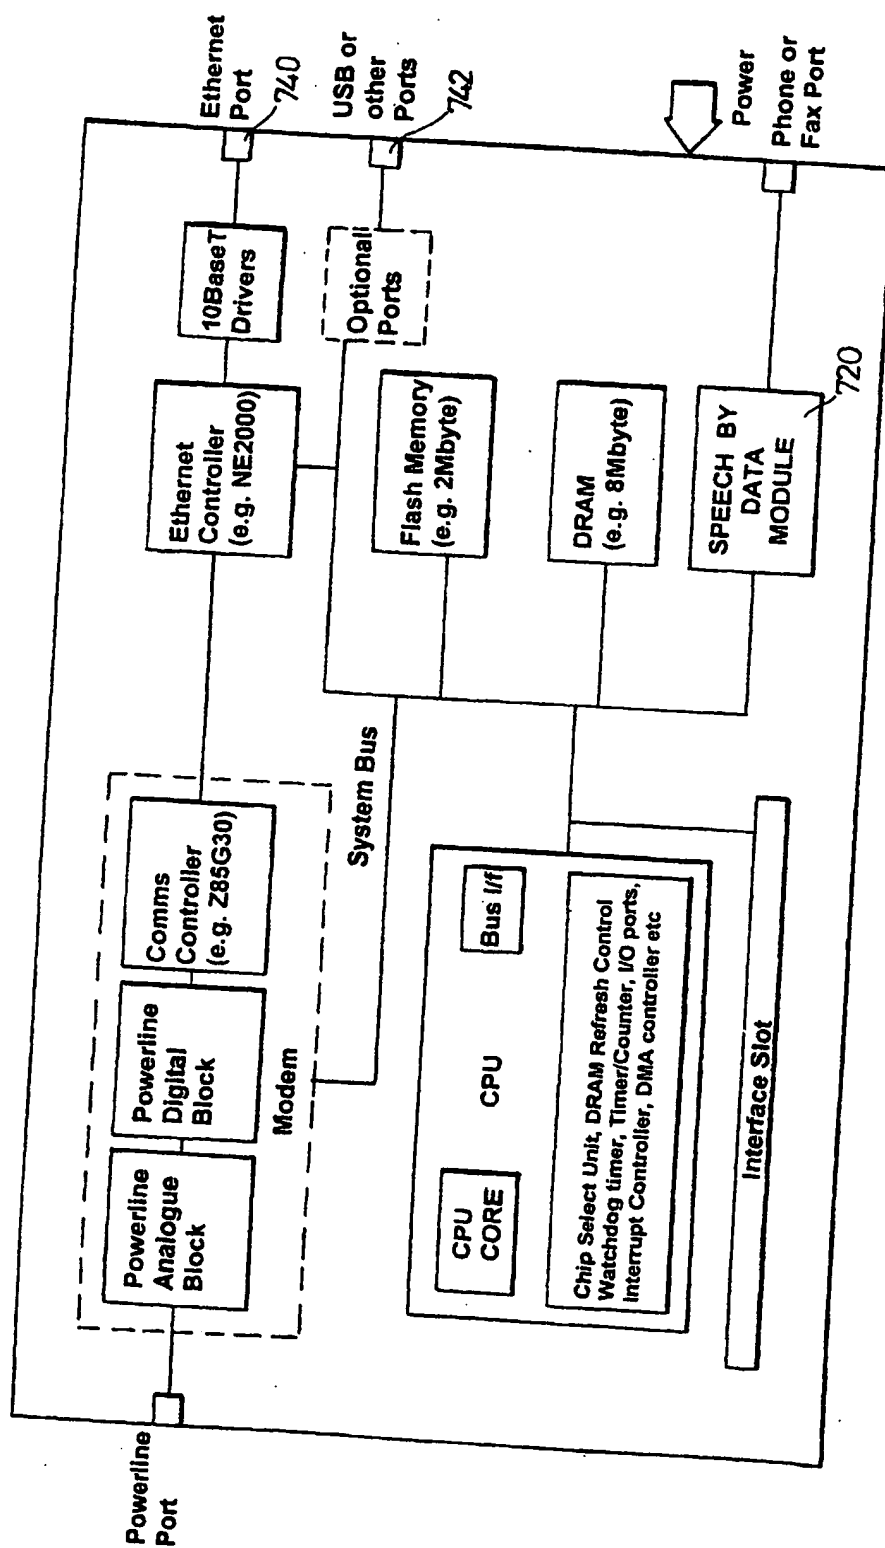 Powerline
Port
Powerline
Analogue
Block
Powerline
Digital
Block
Comms
Controller
(e.g. Z85G30)
Modem
Ethernet
Controller
(e.g. NE2000)
10BaseT
Drivers
Ethernet
Port
740
USB or
other
Ports
742
Optional
Ports
System Bus
Flash Memory
(e.g. 2Mbyte)
DRAM
(e.g. 8Mbyte)
SPEECH BY
DATA
MODULE
720
Power
Phone or
Fax Port
CPU
CORE
CPU
Bus I/f
Chip Select Unit, DRAM Refresh Control
Watchdog timer, Timer/Counter, I/O ports,
Interrupt Controller, DMA controller etc
Interface Slot